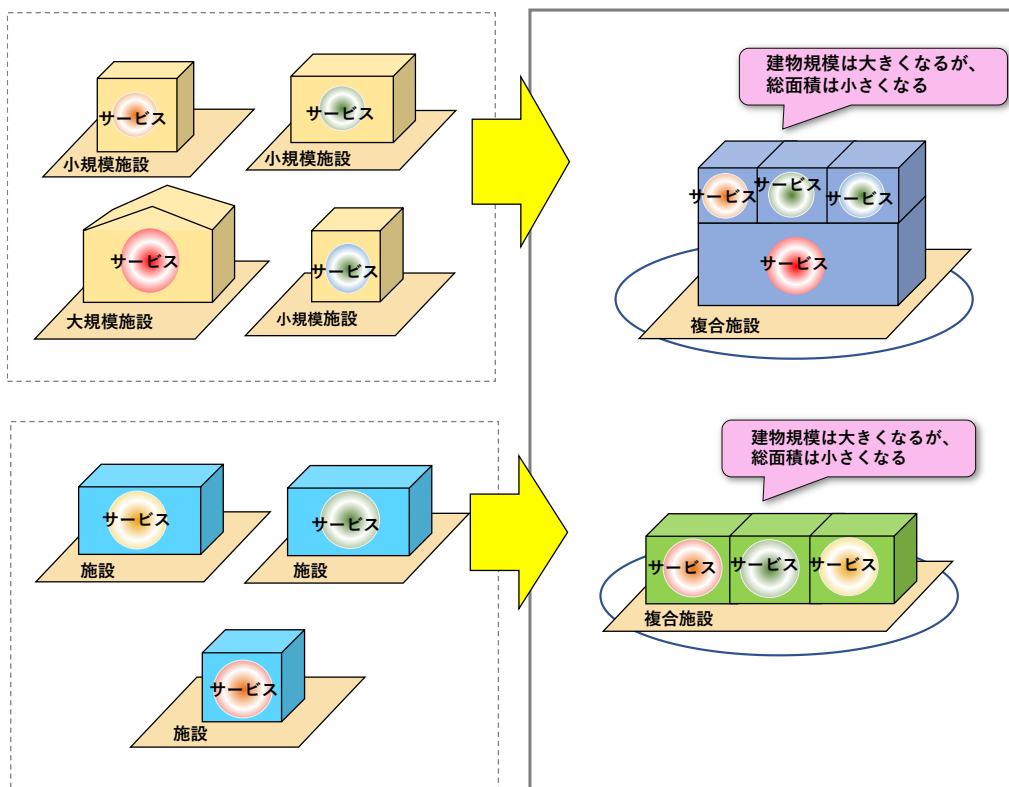 サービス
小規模施設
サービス
小規模施設
サービス
大規模施設
サービス
小規模施設
建物規模は大きくなるが、
総面積は小さくなる
サービス
サービス
サービス
サービス
複合施設
サービス
施設
サービス
施設
サービス
施設
建物規模は大きくなるが、
総面積は小さくなる
サービス
サービス
サービス
複合施設